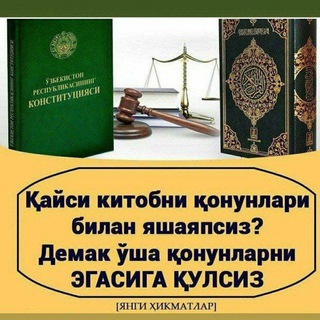 ЎЗБЕКИСТОН
РЕСПУБЛИКАСИНИНГ
КОНСТИТУЦИЯСИ
Қайси китобни қонунлари
билан яшаяпсиз?
Демак ўша қонунларни
ЭГАСИГА ҚУЛСИЗ
[ЯНГИ ҲИКМАТЛАР]